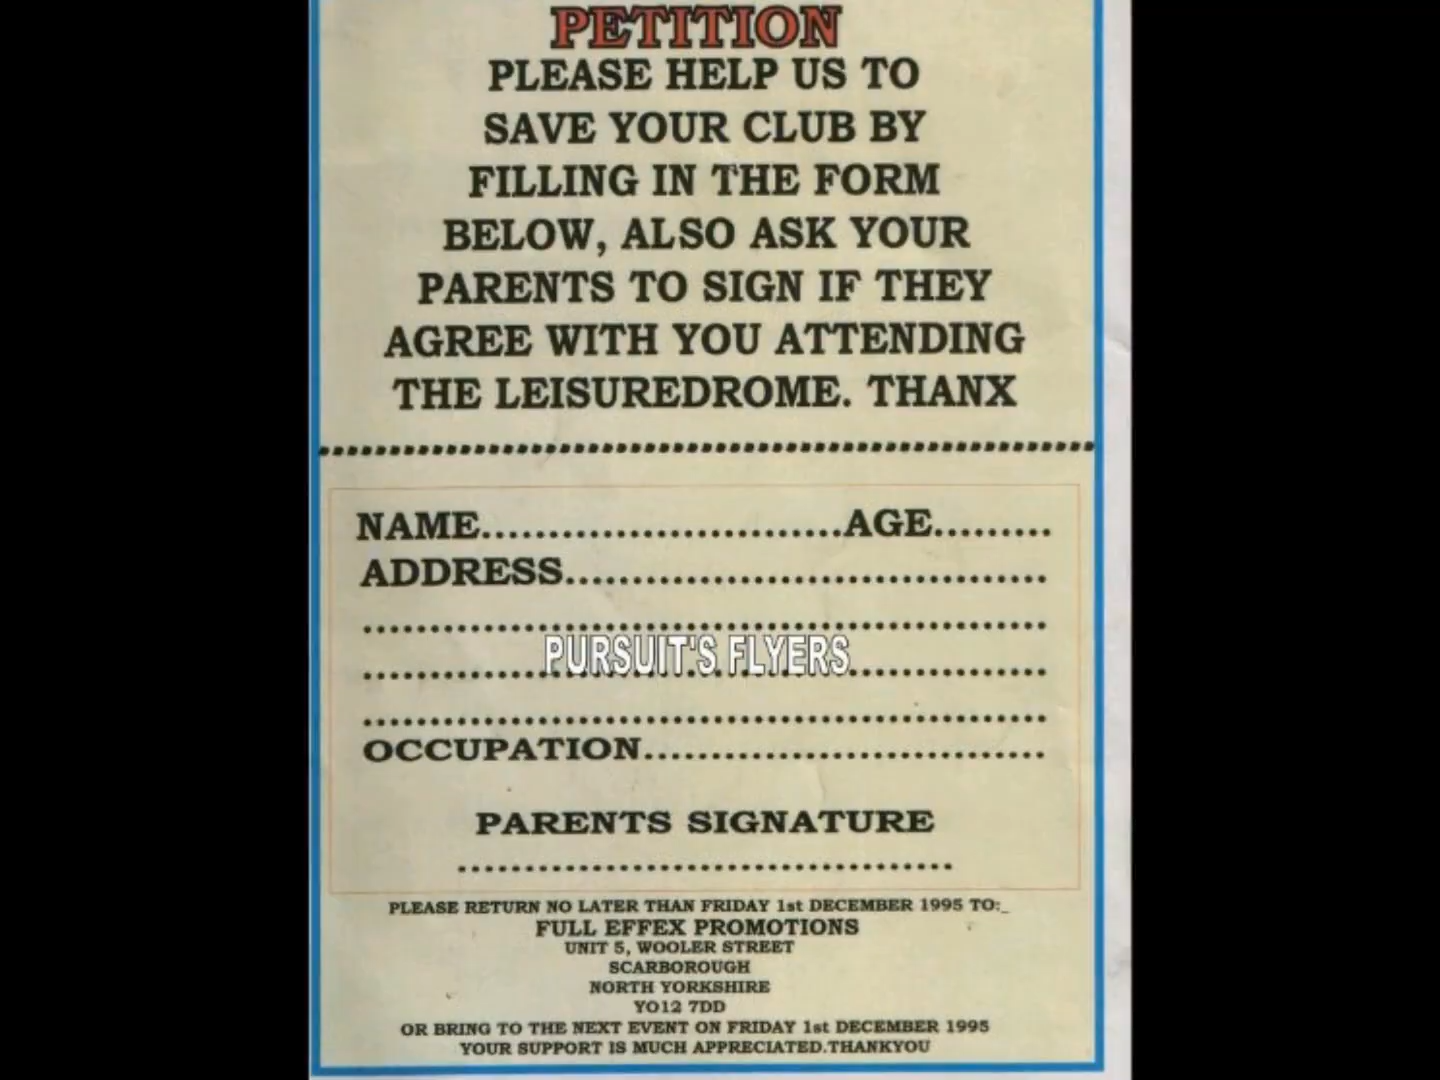 PETITION
PLEASE HELP US TO
SAVE YOUR CLUB BY
FILLING IN THE FORM
BELOW, ALSO ASK YOUR
PARENTS TO SIGN IF THEY
AGREE WITH YOU ATTENDING
THE LEISUREDROME. THANX
NAME...........................AGE.........
ADDRESS....................................
PURSUIT'S FLYERS
OCCUPATION..............................
PARENTS SIGNATURE
PLEASE RETURN NO LATER THAN FRIDAY 1st DECEMBER 1995 TO:_
FULL EFFEX PROMOTIONS
UNIT 5, WOOLER STREET
SCARBOROUGH
NORTH YORKSHIRE
YO12 7DD
OR BRING TO THE NEXT EVENT ON FRIDAY 1st DECEMBER 1995
YOUR SUPPORT IS MUCH APPRECIATED.THANKYOU